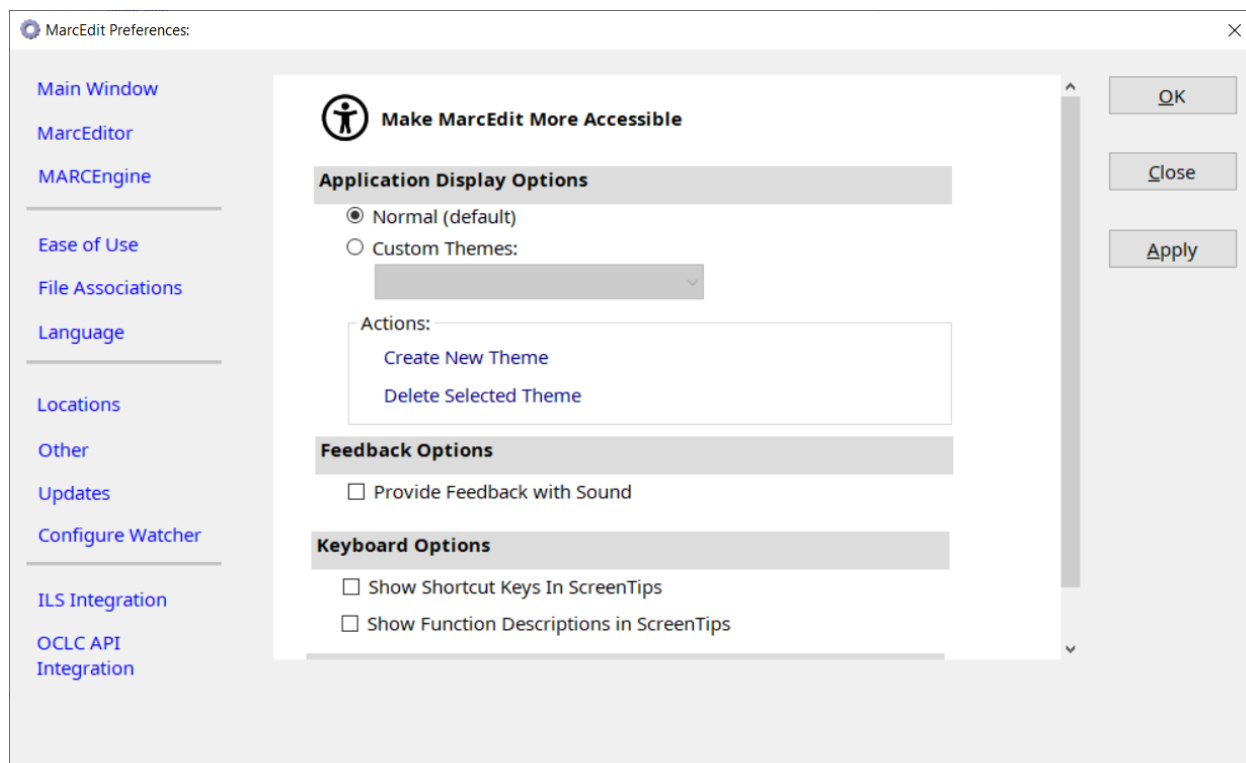 MarcEdit Preferences:
Main Window
MarcEditor
MARCEngine
Ease of Use
File Associations
Language
Locations
Other
Updates
Configure Watcher
ILS Integration
OCLC API
Integration
Make MarcEdit More Accessible
Application Display Options
Normal (default)
Custom Themes:
Actions:
Create New Theme
Delete Selected Theme
Feedback Options
Provide Feedback with Sound
Keyboard Options
Show Shortcut Keys In ScreenTips
Show Function Descriptions in ScreenTips
OK
Close
Apply